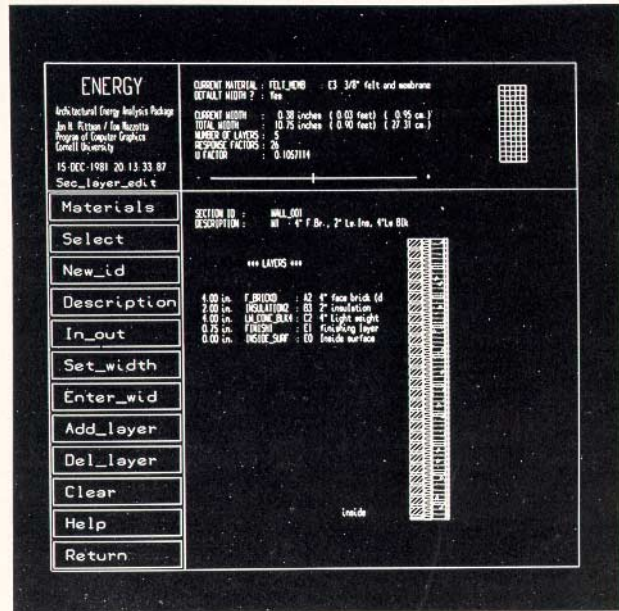 ENERGY
Architectural Energy Analysis Package
Jon H. Pittman / Tom Mazzotta
Program of Computer Graphics
Cornell University
15-DEC-1981 20 13 33.87
Sec_layer_edit
CURRENT MATERIAL : FELT_MEMB : E3 3/8" felt and membrane
DEFAULT WIDTH ? : Yes
CURRENT WIDTH : 0.38 inches ( 0.03 feet) ( 0.95 cm.)
TOTAL WIDTH : 10.75 inches ( 0.90 feet) ( 27.31 cm.)
NUMBER OF LAYERS : 5
RESPONSE FACTORS : 26
U FACTOR : 0.1057114
- +
Materials
Select
New_id
Description
In_out
Set_width
Enter_wid
Add_layer
Del_layer
Clear
Help
Return
SECTION ID : WALL_001
DESCRIPTION : W1 - 4" F.Br., 2" Lw Ins, 4"Lw Blk
*** LAYERS ***
4.00 in. F_BRICKD : A2 4" face brick (d
2.00 in. INSULATION2 : B3 2" insulation
4.00 in. LW_CONC_BLK4 : C2 4" Light weight
0.75 in. FINISH1 : E1 finishing layer
0.00 in. INSIDE_SURF : E0 Inside surface
inside